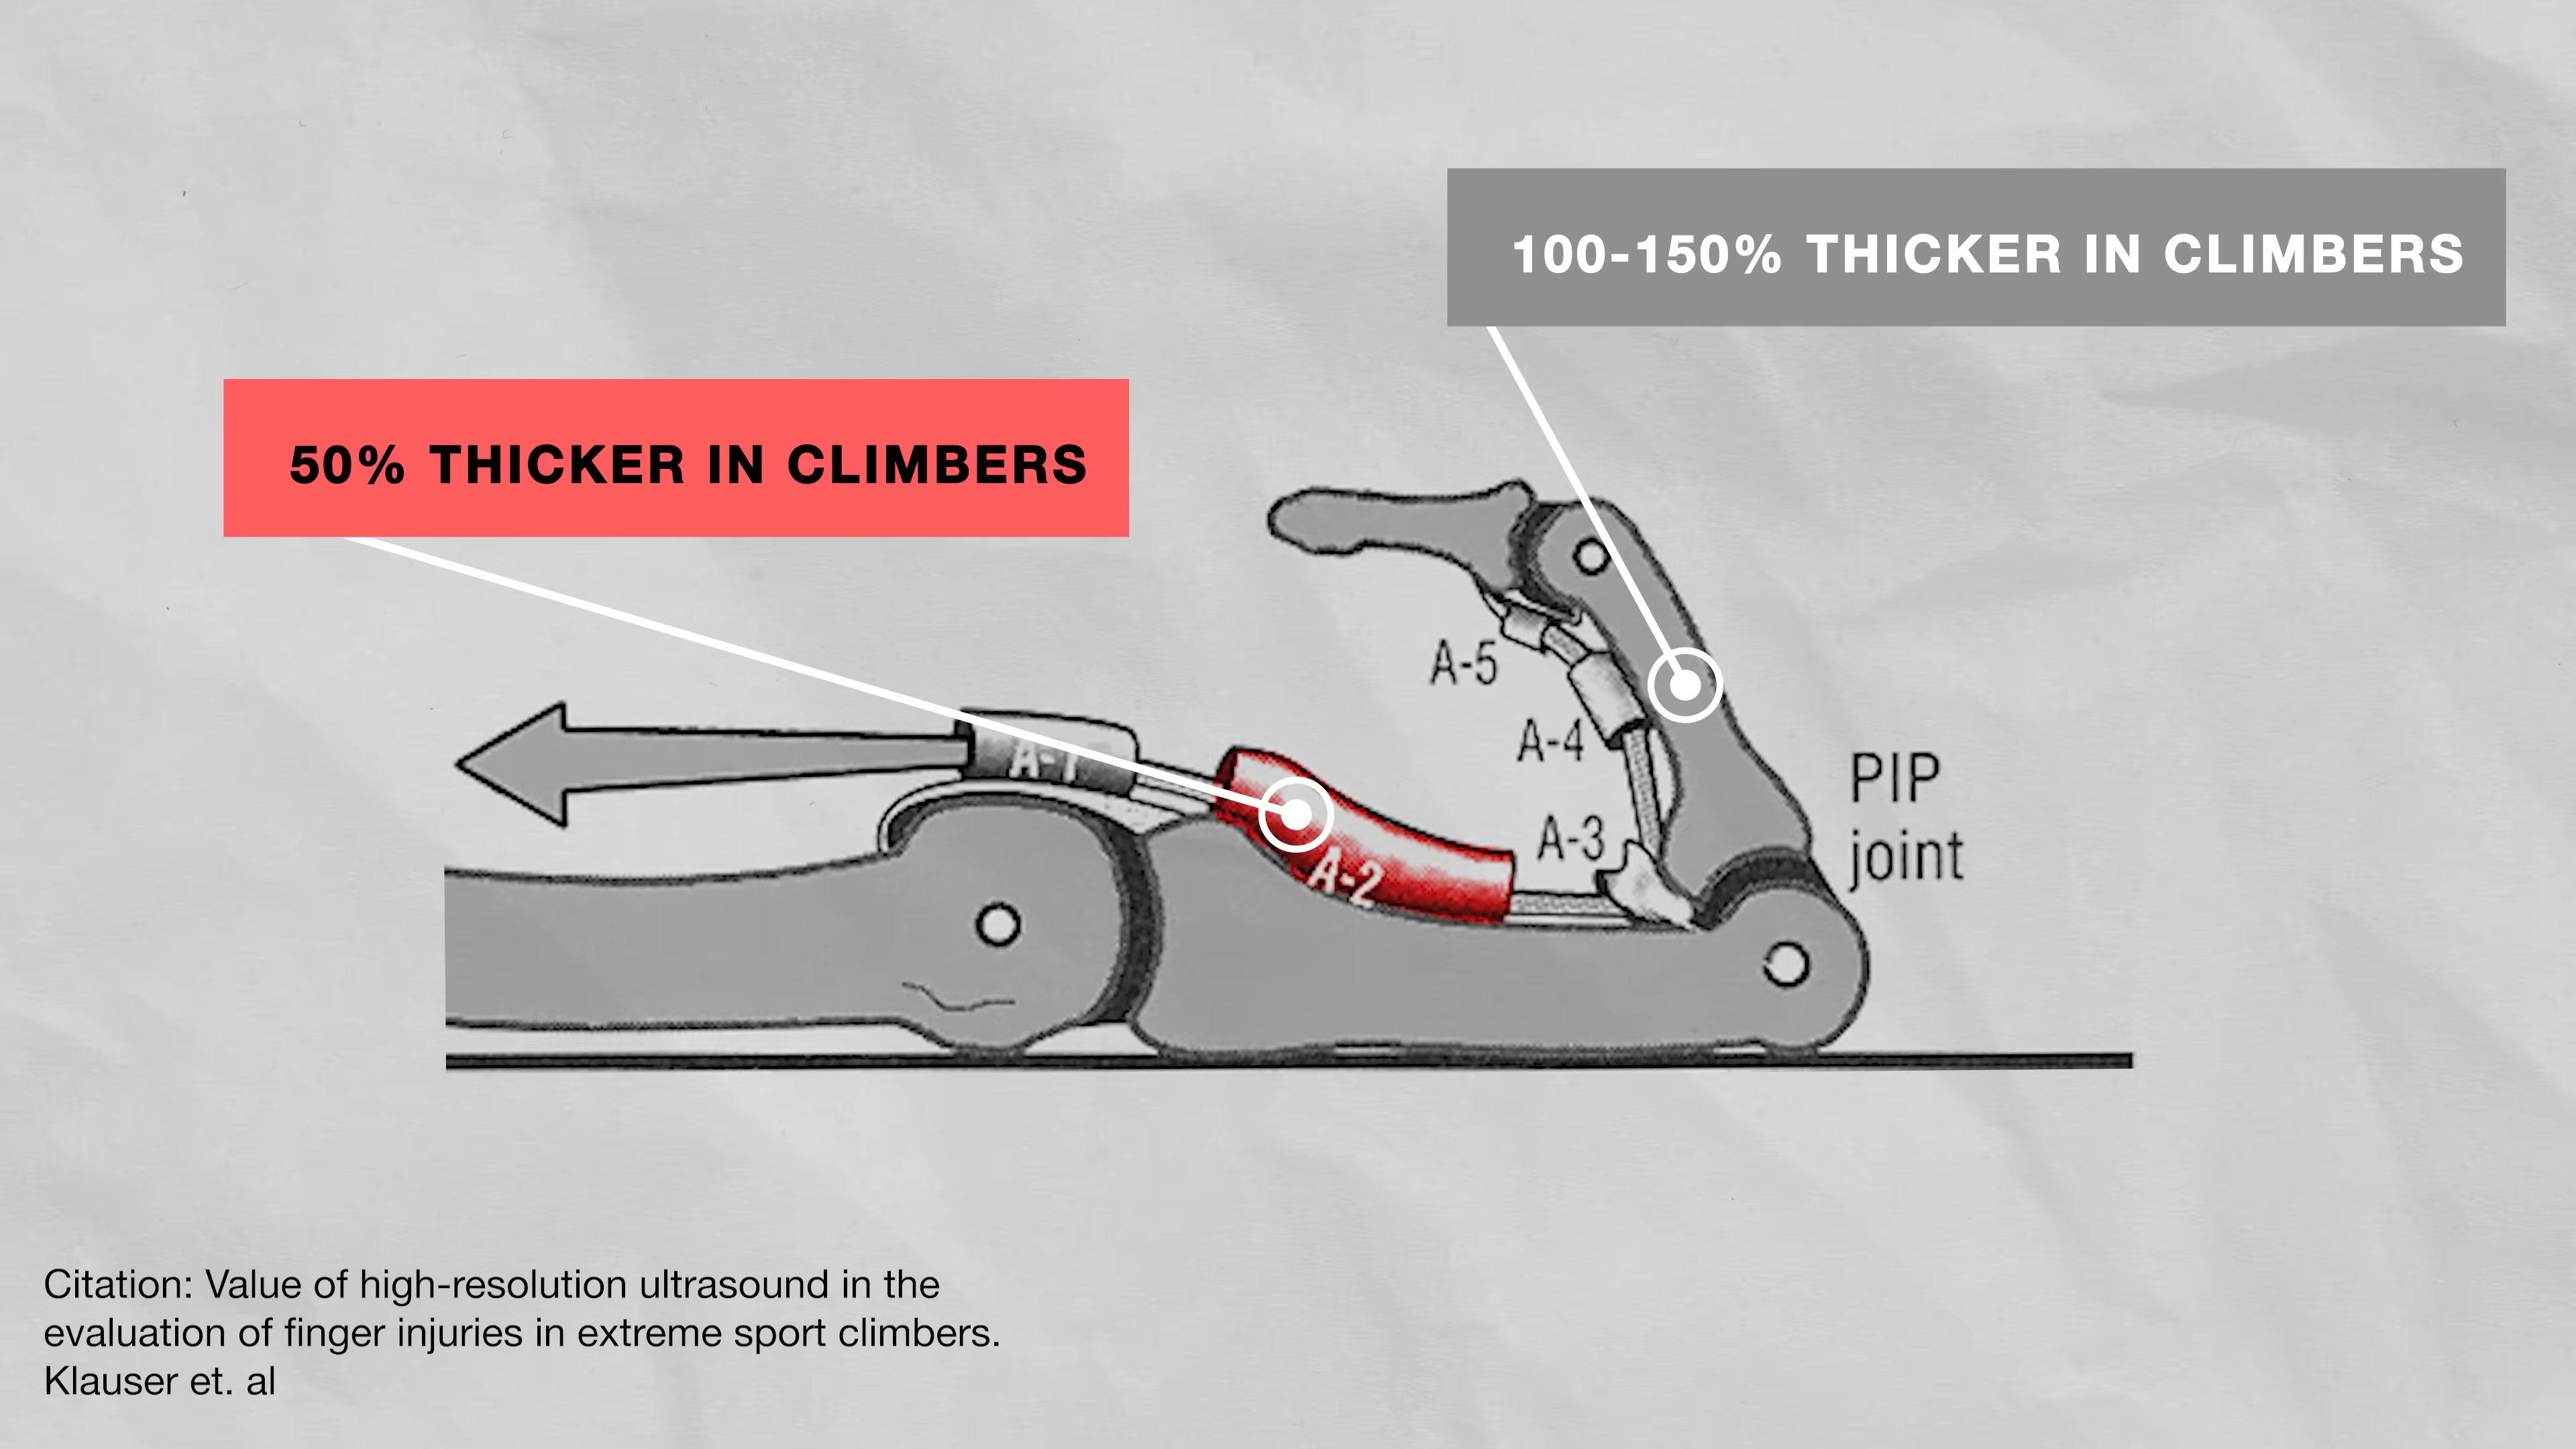 100-150% THICKER IN CLIMBERS
50% THICKER IN CLIMBERS
A-5
A-4
A-1
A-3
A-2
PIP
joint
Citation: Value of high-resolution ultrasound in the
evaluation of finger injuries in extreme sport climbers.
Klauser et. al